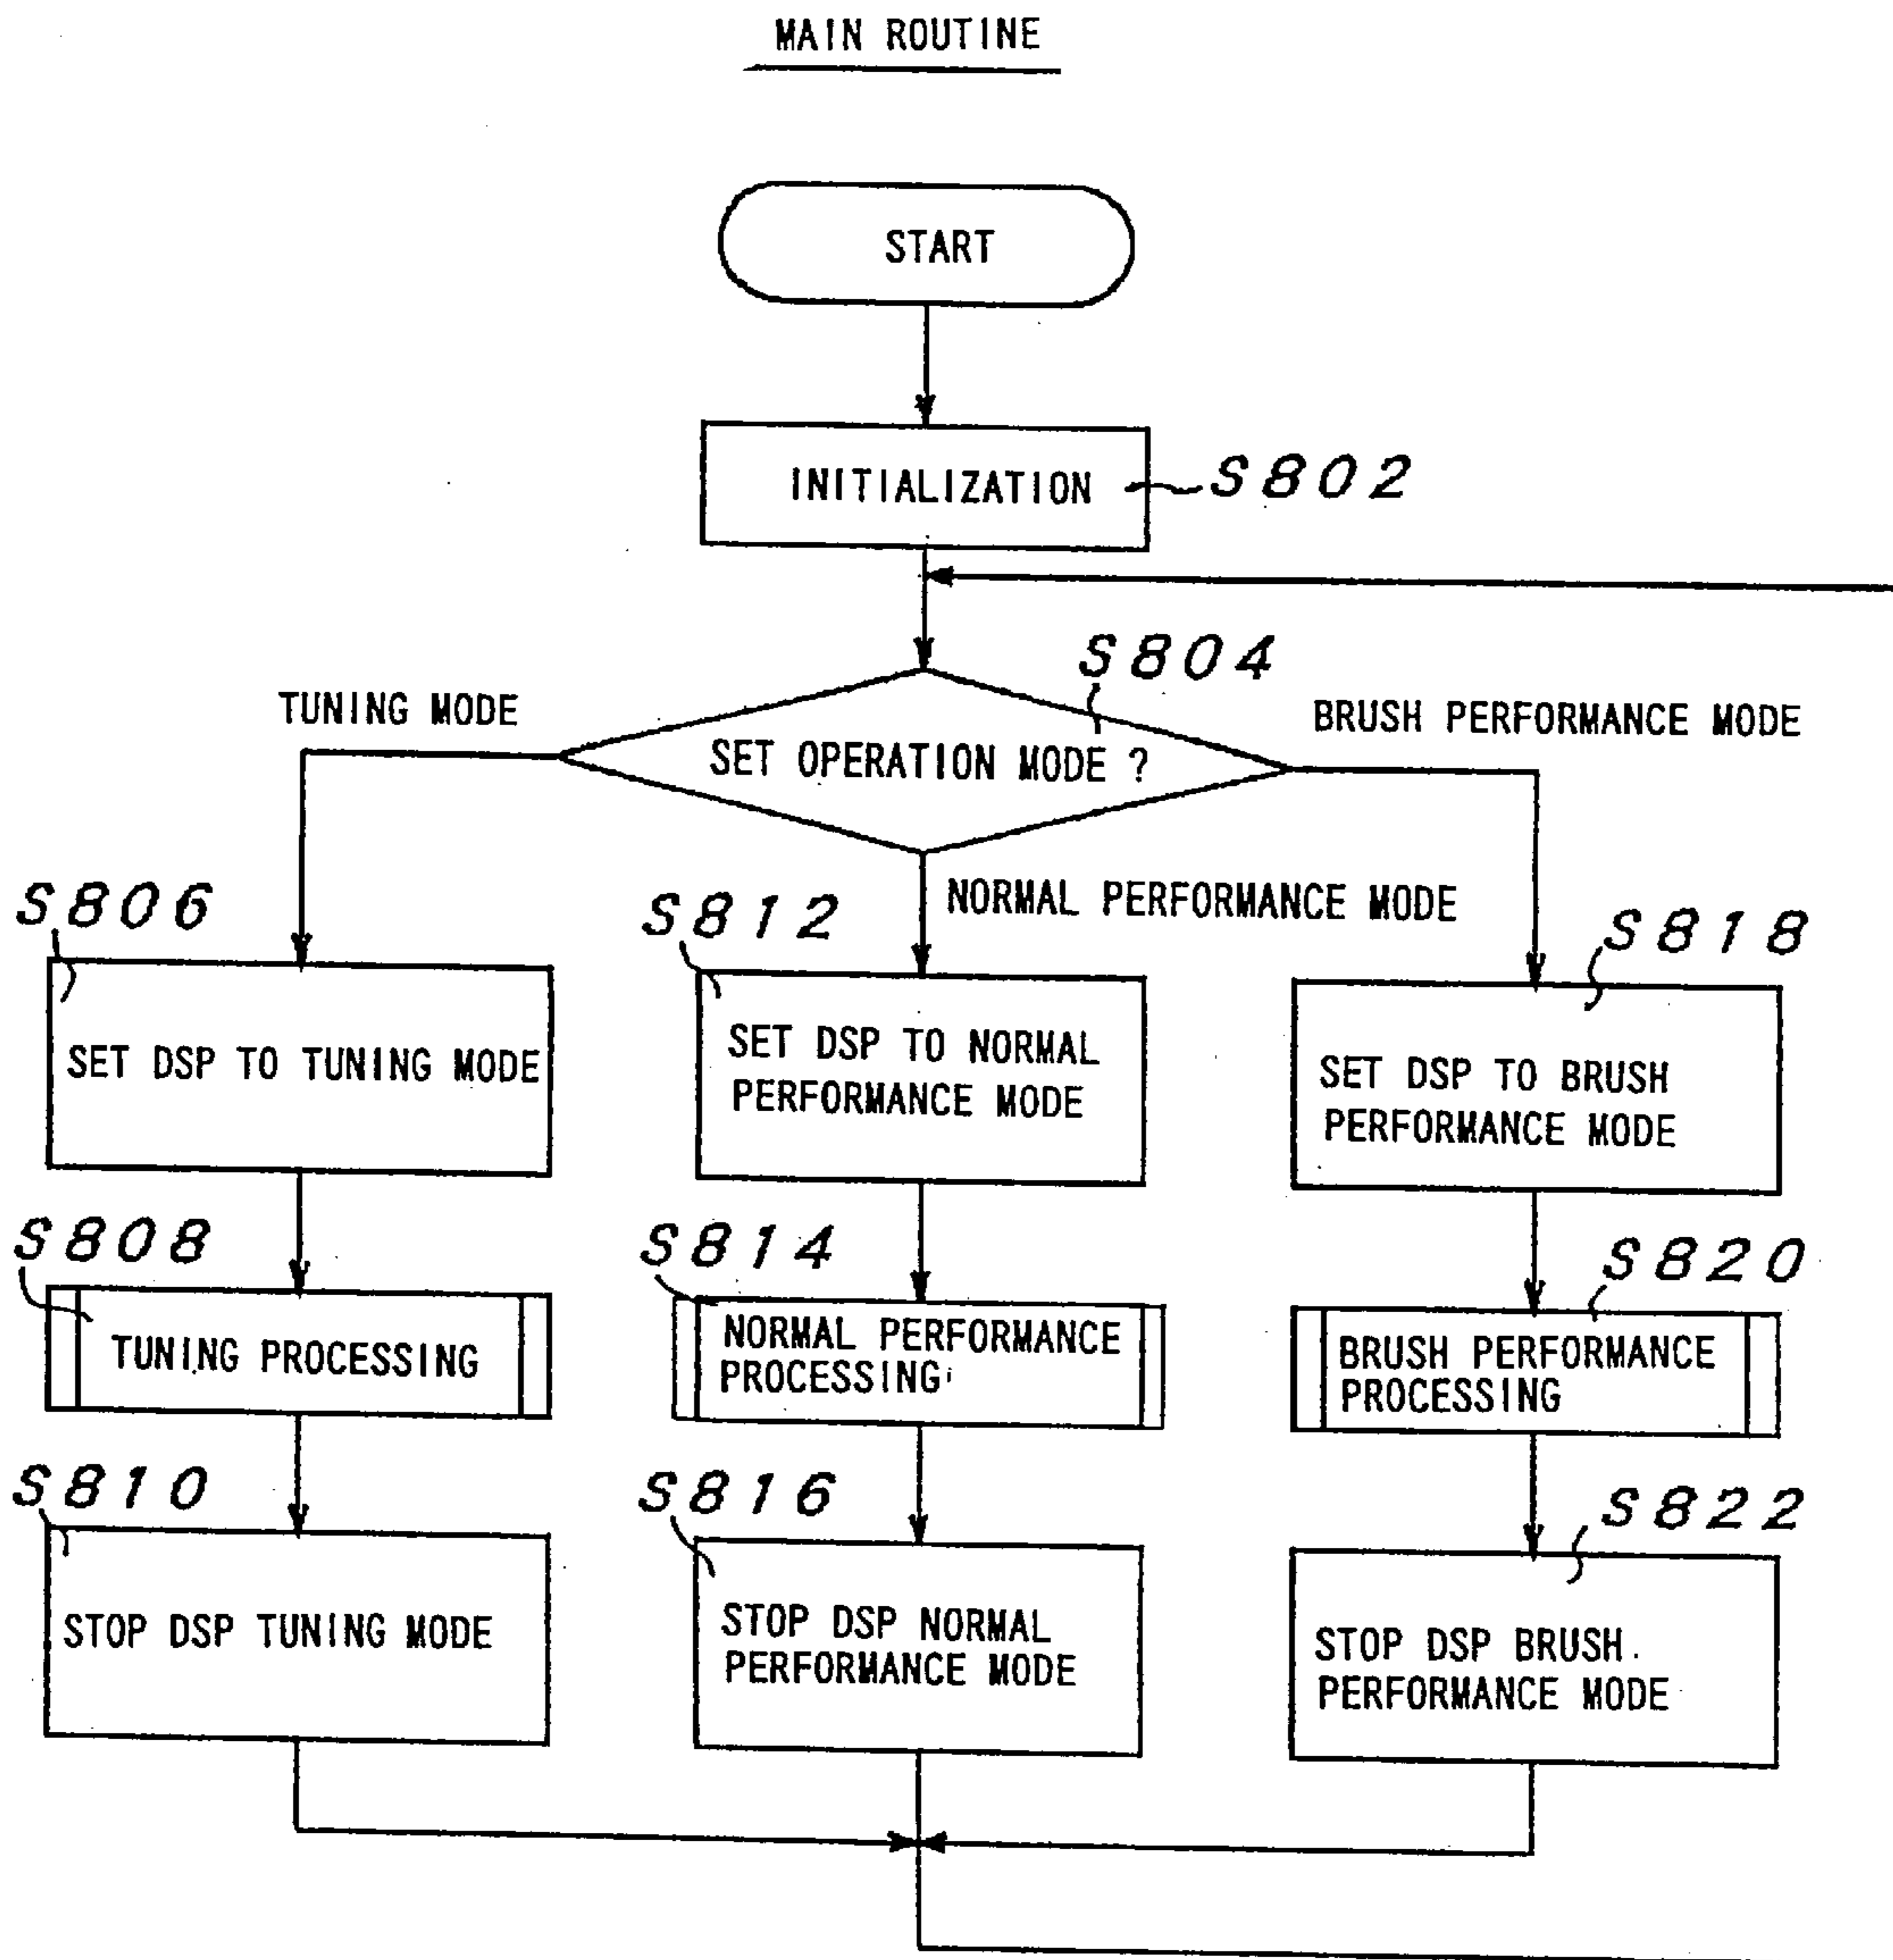 MAIN ROUTINE
START
INITIALIZATION
S802
S804
TUNING MODE
BRUSH PERFORMANCE MODE
SET OPERATION MODE ?
NORMAL PERFORMANCE MODE
S806
S812
S818
SET DSP TO TUNING MODE
SET DSP TO NORMAL
PERFORMANCE MODE
SET DSP TO BRUSH
PERFORMANCE MODE
S808
S814
S820
TUNING PROCESSING
NORMAL PERFORMANCE
PROCESSING
BRUSH PERFORMANCE
PROCESSING
S810
S816
S822
STOP DSP TUNING MODE
STOP DSP NORMAL
PERFORMANCE MODE
STOP DSP BRUSH
PERFORMANCE MODE